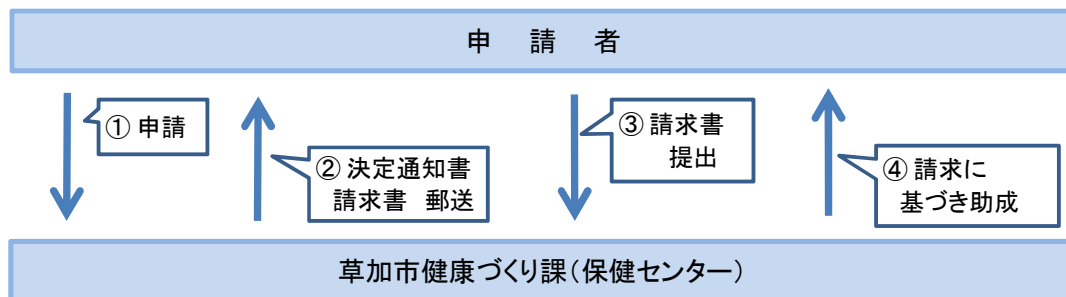 申　請　者
① 申請
② 決定通知書
請求書　郵送
③ 請求書
提出
④ 請求に
基づき助成
草加市健康づくり課（保健センター）